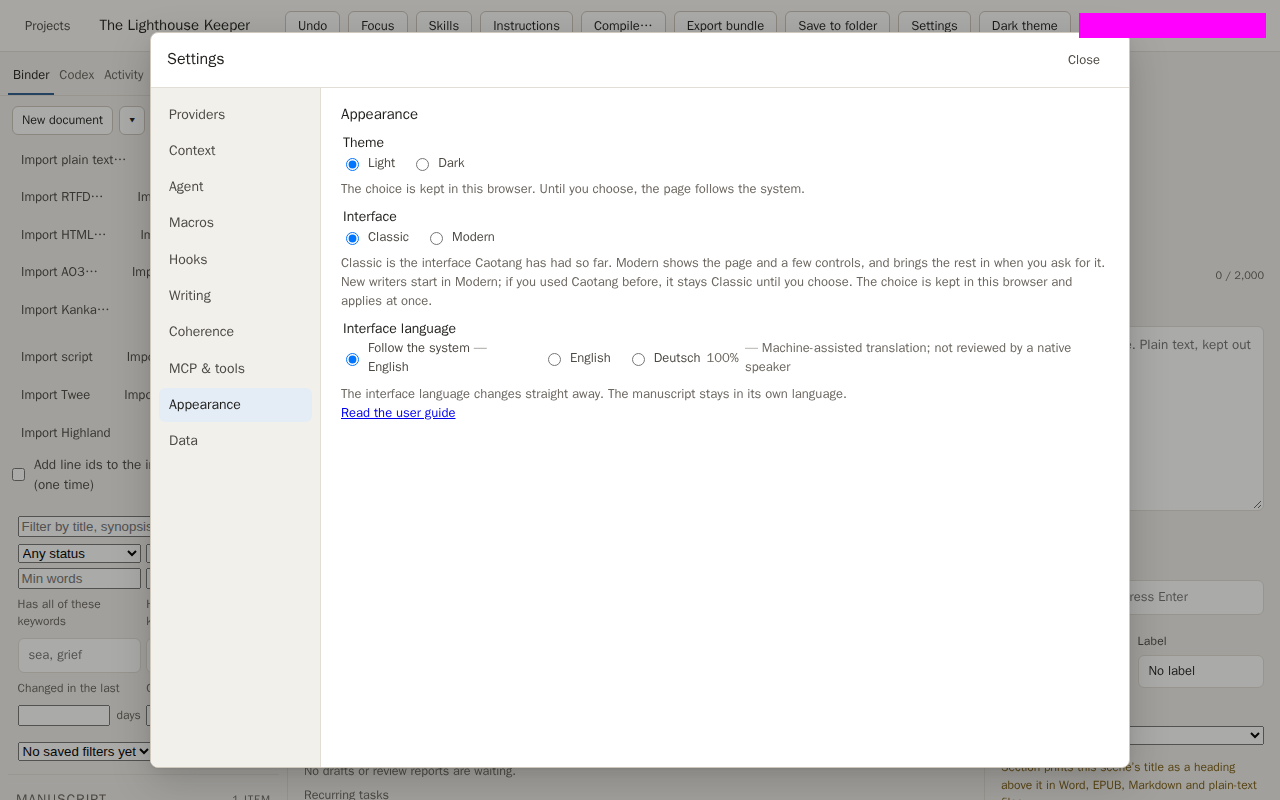 Projects
The Lighthouse Keeper
Undo
Focus
Skills
Instructions
Compile…
Export bundle
Save to folder
Settings
Dark theme
Settings
Close
Binder
Codex
Activity
New document
Import plain text…
Import RTFD…
Import HTML…
Import AO3…
Import Kanka…
Import script
Import Twee
Import Highland
Add line ids to the
(one time)
Filter by title, synopsis
Any status
Min words
Has all of these
keywords
sea, grief
Changed in the last
days
No saved filters yet
MANUSCRIPT
1 ITEM
Providers
Context
Agent
Macros
Hooks
Writing
Coherence
MCP & tools
Appearance
Data
Appearance
Theme
Light
Dark
The choice is kept in this browser. Until you choose, the page follows the system.
Interface
Classic
Modern
Classic is the interface Caotang has had so far. Modern shows the page and a few controls, and brings the rest in when you ask for it.
New writers start in Modern; if you used Caotang before, it stays Classic until you choose. The choice is kept in this browser and
applies at once.
Interface language
Follow the system —
English
English
Deutsch 100%
— Machine-assisted translation; not reviewed by a native
speaker
The interface language changes straight away. The manuscript stays in its own language.
Read the user guide
0 / 2,000
Plain text, kept out
Enter
Label
No label
No drafts or review reports are waiting.
Recurring tasks
Section prints this scene's title as a heading
above it in Word, EPUB, Markdown and plain-text